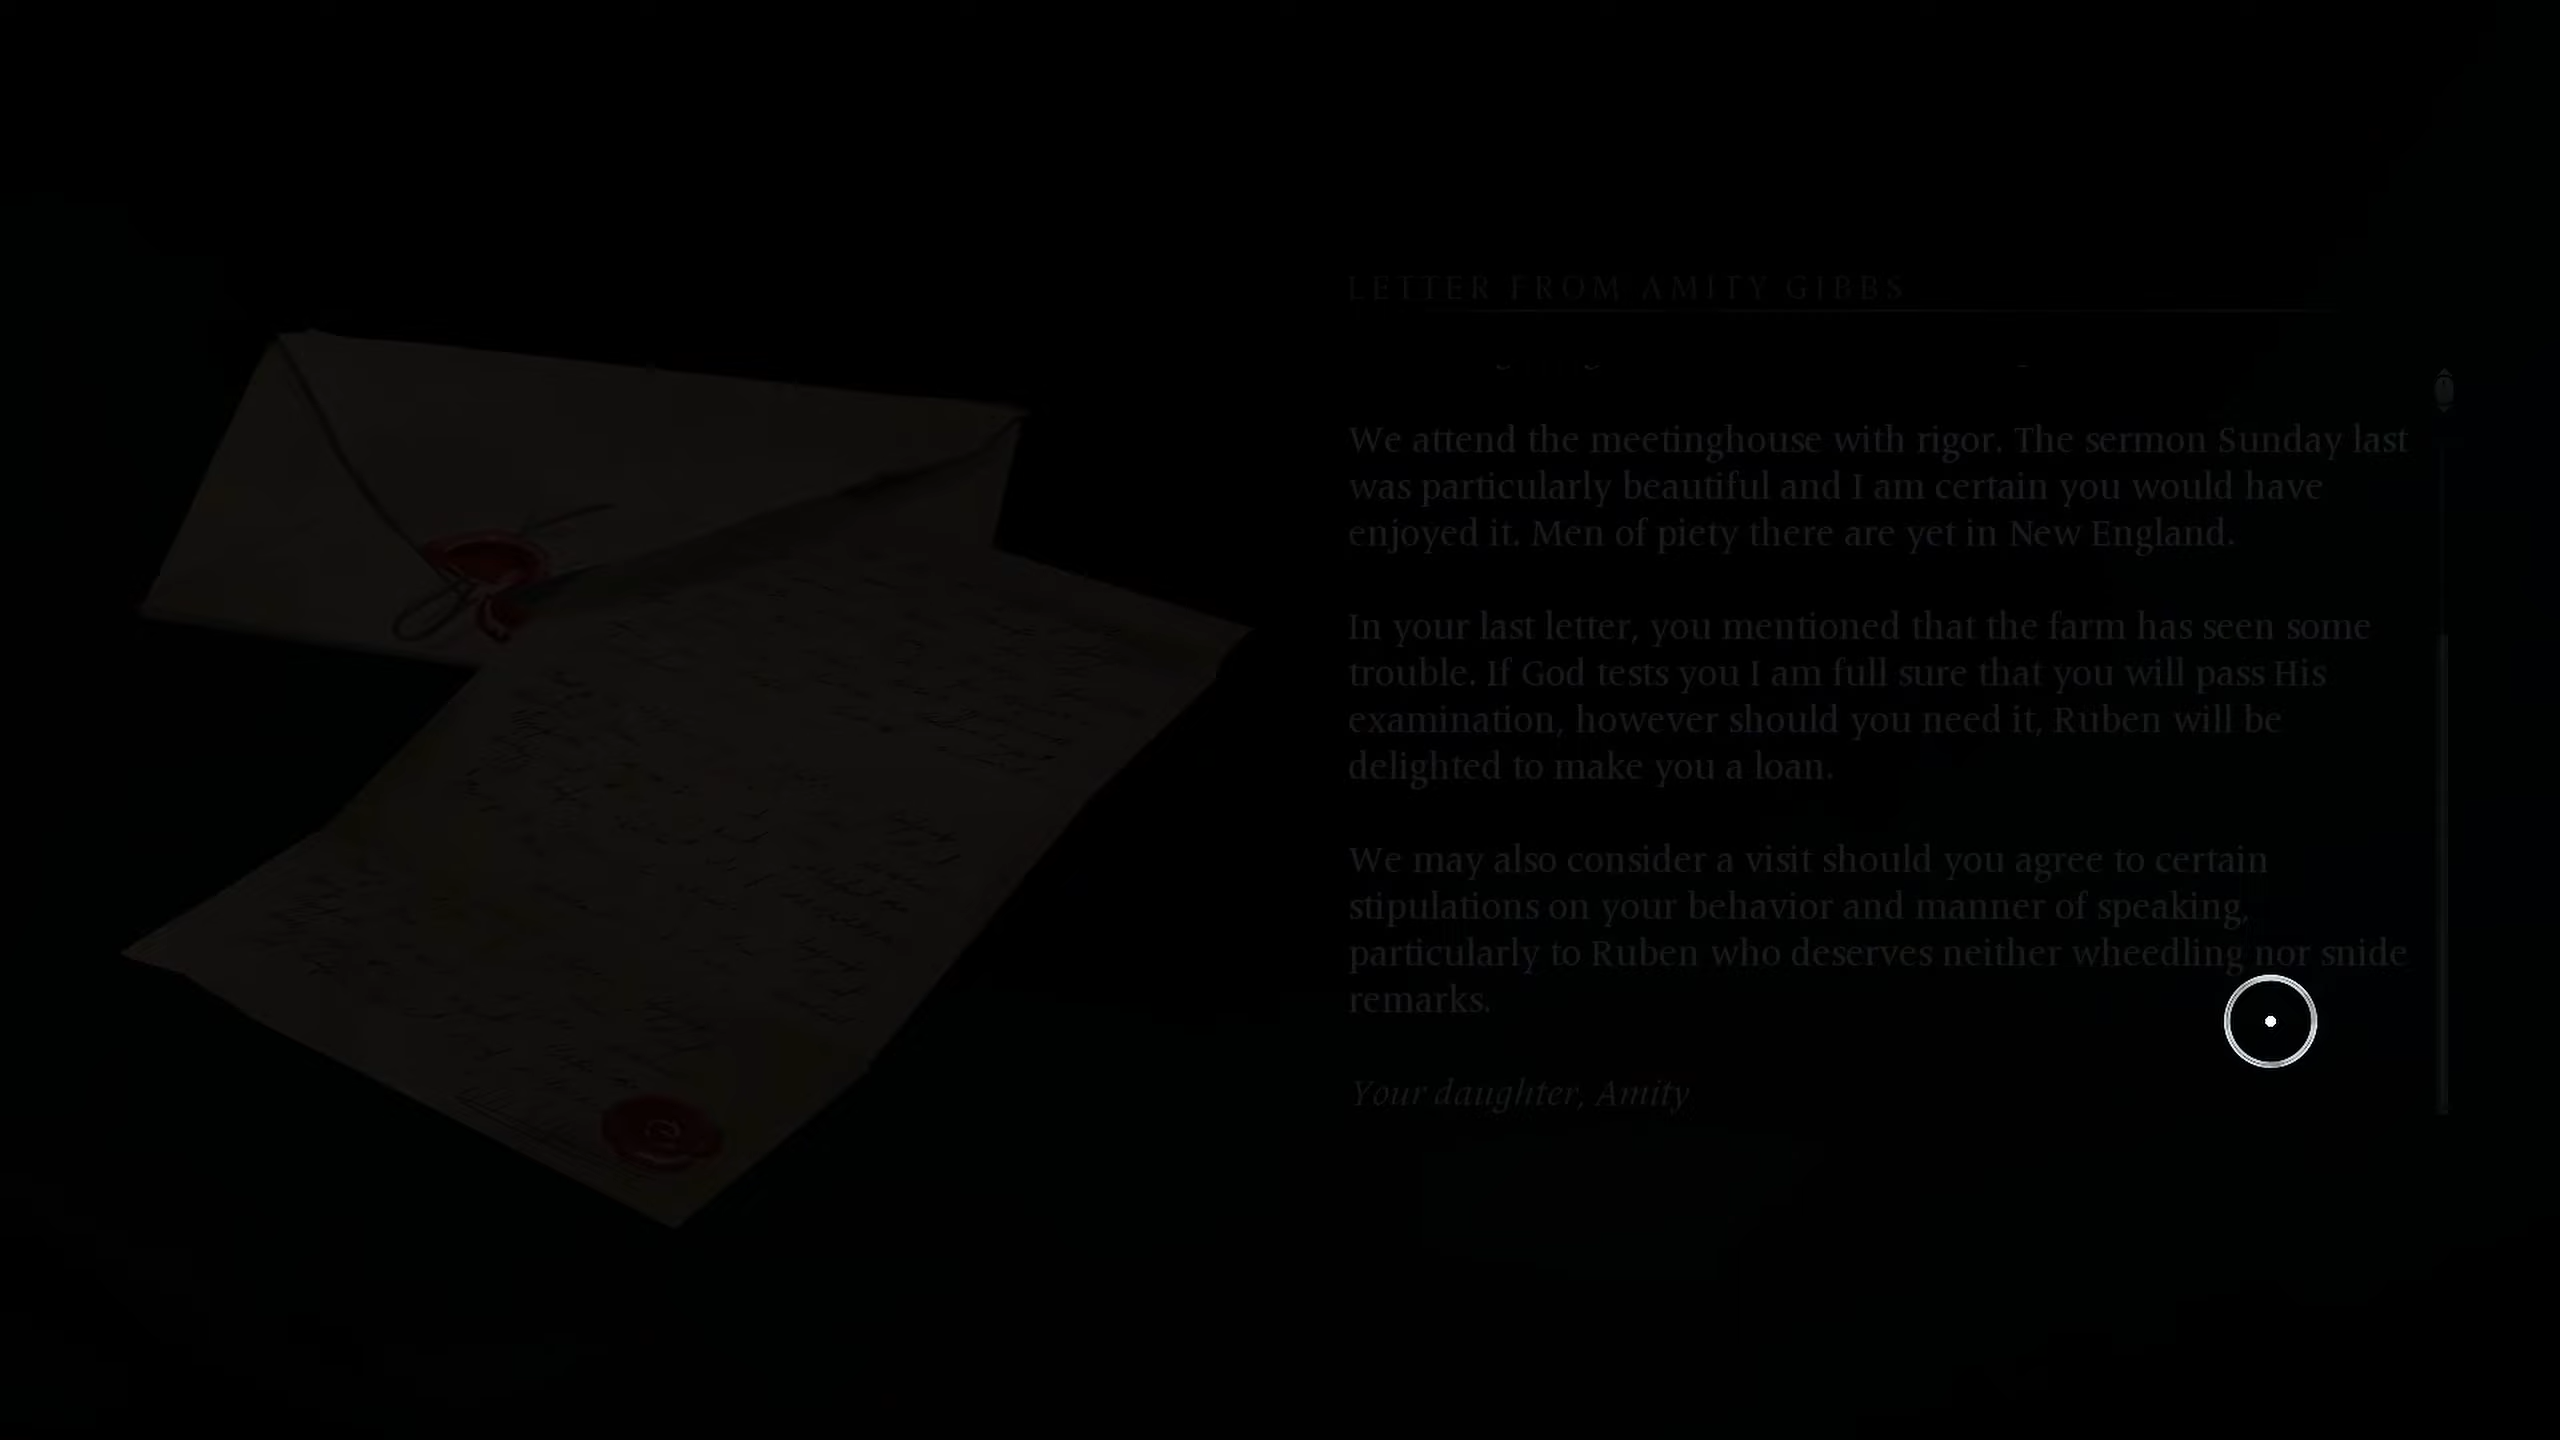 LETTER FROM AMITY GIBBS
We attend the meetinghouse with rigor. The sermon Sunday last
was particularly beautiful and I am certain you would have
enjoyed it. Men of piety there are yet in New England.
In your last letter, you mentioned that the farm has seen some
trouble. If God tests you I am full sure that you will pass His
examination, however should you need it, Ruben will be
delighted to make you a loan.
We may also consider a visit should you agree to certain
stipulations on your behavior and manner of speaking,
particularly to Ruben who deserves neither wheedling nor snide
remarks.
Your daughter, Amity